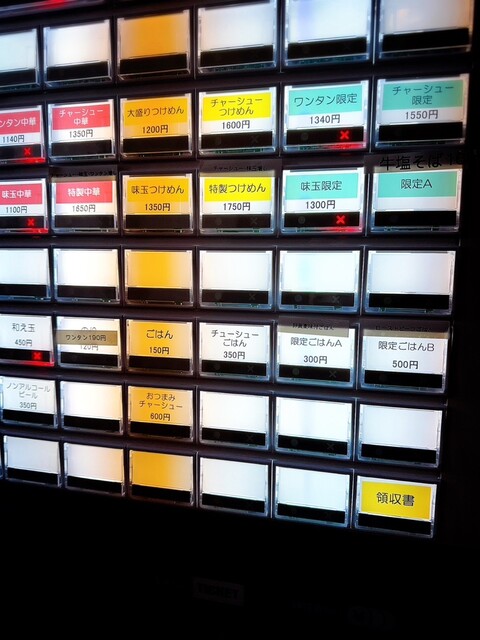 チャーシュー
中華
1350円
大盛りつけめん
1200円
チャーシュー
つけめん
1600円
ワンタン限定
1340円
チャーシュー
限定
1550円
ンタン中華
1140円
牛塩そば
味玉中華
1100円
特製中華
1650円
味玉つけめん
1350円
特製つけめん
1750円
味玉限定
1300円
限定A
和え玉
450円
ワンタン190円
120円
ごはん
150円
チューシュー
ごはん
350円
限定ごはんA
300円
限定ごはんB
500円
ノンアルコール
ビール
350円
おつまみ
チャーシュー
600円
領収書